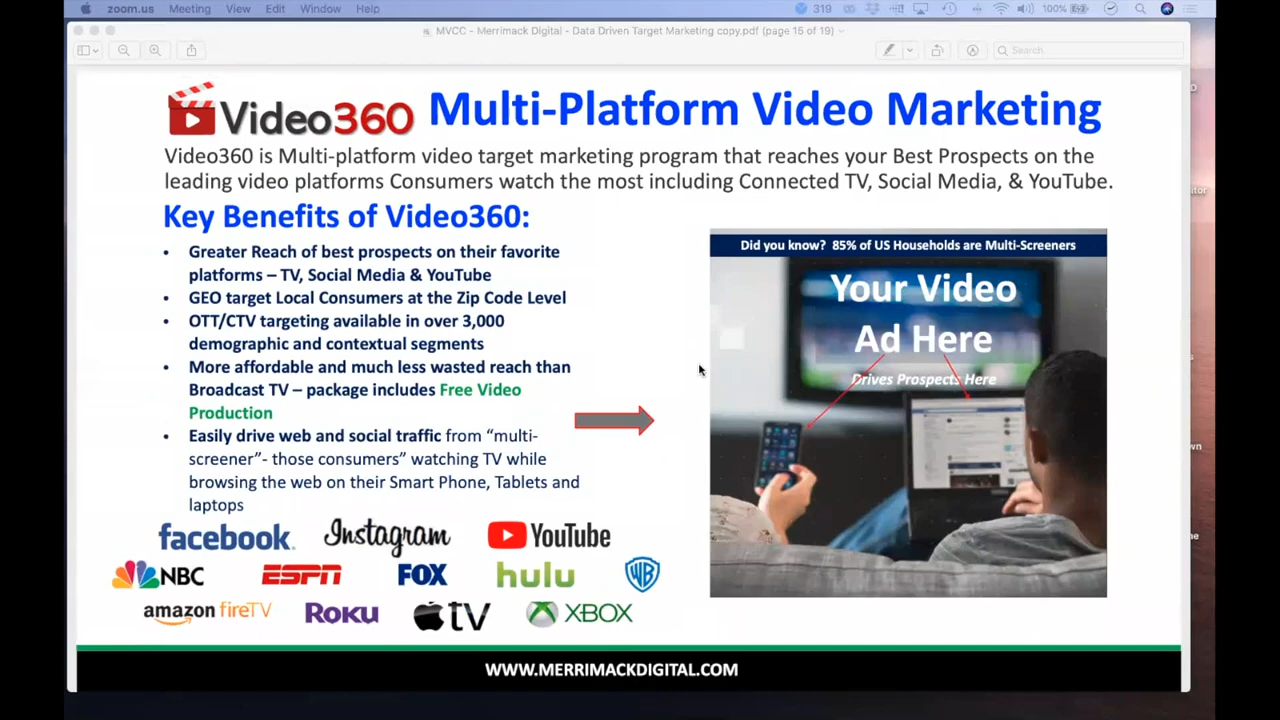 zoom.us Meeting View Edit Window Help
319
100%
MVCC - Merrimack Digital - Data Driven Target Marketing copy.pdf (page 15 of 19)
Search
Video360 Multi-Platform Video Marketing
Video360 is Multi-platform video target marketing program that reaches your Best Prospects on the
leading video platforms Consumers watch the most including Connected TV, Social Media, & YouTube.
Key Benefits of Video360:
• Greater Reach of best prospects on their favorite
platforms – TV, Social Media & YouTube
• GEO target Local Consumers at the Zip Code Level
• OTT/CTV targeting available in over 3,000
demographic and contextual segments
• More affordable and much less wasted reach than
Broadcast TV – package includes Free Video
Production
• Easily drive web and social traffic from “multi-
screener”- those consumers” watching TV while
browsing the web on their Smart Phone, Tablets and
laptops
Did you know? 85% of US Households are Multi-Screeners
Your Video
Ad Here
Drives Prospects Here
facebook. Instagram YouTube
NBC ESPN FOX hulu WB
amazon fireTV ROKU tv XBOX
WWW.MERRIMACKDIGITAL.COM